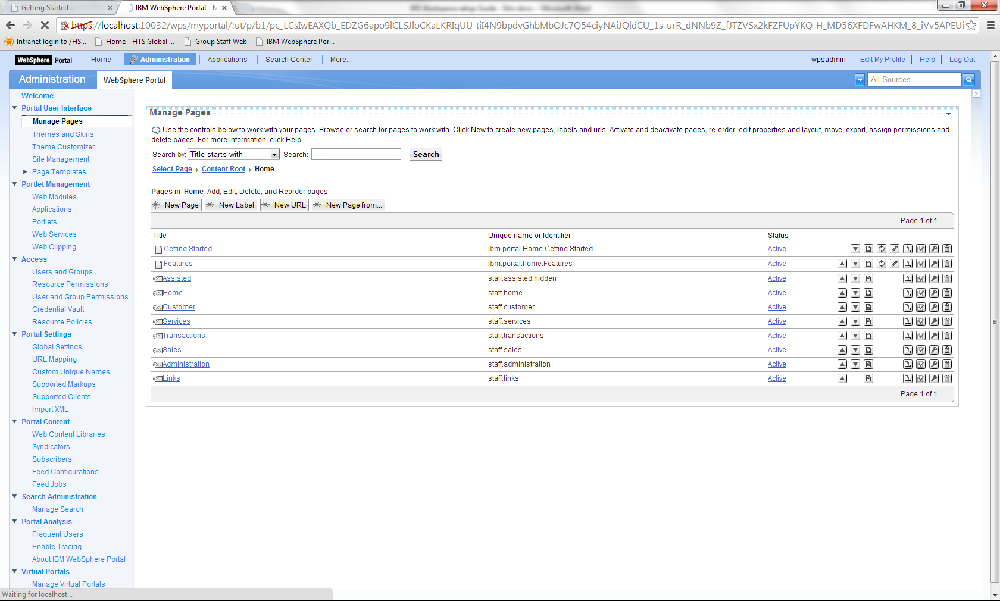 Getting Started
IBM WebSphere Portal - M
https://localhost:10032/wps/myportal/!ut/p/b1/pc_LCsIwEAXQb_EDZG6apo9lCLSJloCKaLKRIqUU-tiI4N9bpdvGhbMbOJc7Q54ciyNAiJQldCU_1s-urR_dNNb9Z_fJTZVSx2kFZFUpYKQ-H_MD56XFDFwAHKM_8_iVv5APEUi
Intranet login to /HS...
Home - HTS Global ...
Group Staff Web
IBM WebSphere Por...
WebSphere Portal
Home
Administration
Applications
Search Center
More...
wpsadmin
Edit My Profile
Help
Log Out
Administration
WebSphere Portal
All Sources
Welcome
Portal User Interface
Manage Pages
Themes and Skins
Theme Customizer
Site Management
Page Templates
Portlet Management
Web Modules
Applications
Portlets
Web Services
Web Clipping
Access
Users and Groups
Resource Permissions
User and Group Permissions
Credential Vault
Resource Policies
Portal Settings
Global Settings
URL Mapping
Custom Unique Names
Supported Markups
Supported Clients
Import XML
Portal Content
Web Content Libraries
Syndicators
Subscribers
Feed Configurations
Feed Jobs
Search Administration
Manage Search
Portal Analysis
Frequent Users
Enable Tracing
About IBM WebSphere Portal
Virtual Portals
Manage Virtual Portals
Manage Pages
Use the controls below to work with your pages. Browse or search for pages to work with. Click New to create new pages, labels and urls. Activate and deactivate pages, re-order, edit properties and layout, move, export, assign permissions and
delete pages. For more information, click Help.
Search by: Title starts with Search: Search
Select Page Content Root Home
Pages in Home Add, Edit, Delete, and Reorder pages
New Page New Label New URL New Page from...
Page 1 of 1
Title Unique name or Identifier Status
Getting Started ibm.portal.Home.Getting Started Active
Features ibm.portal.home.Features Active
Assisted staff.assisted.hidden Active
Home staff.home Active
Customer staff.customer Active
Services staff.services Active
Transactions staff.transactions Active
Sales staff.sales Active
Administration staff.administration Active
Links staff.links Active
Page 1 of 1
Waiting for localhost...